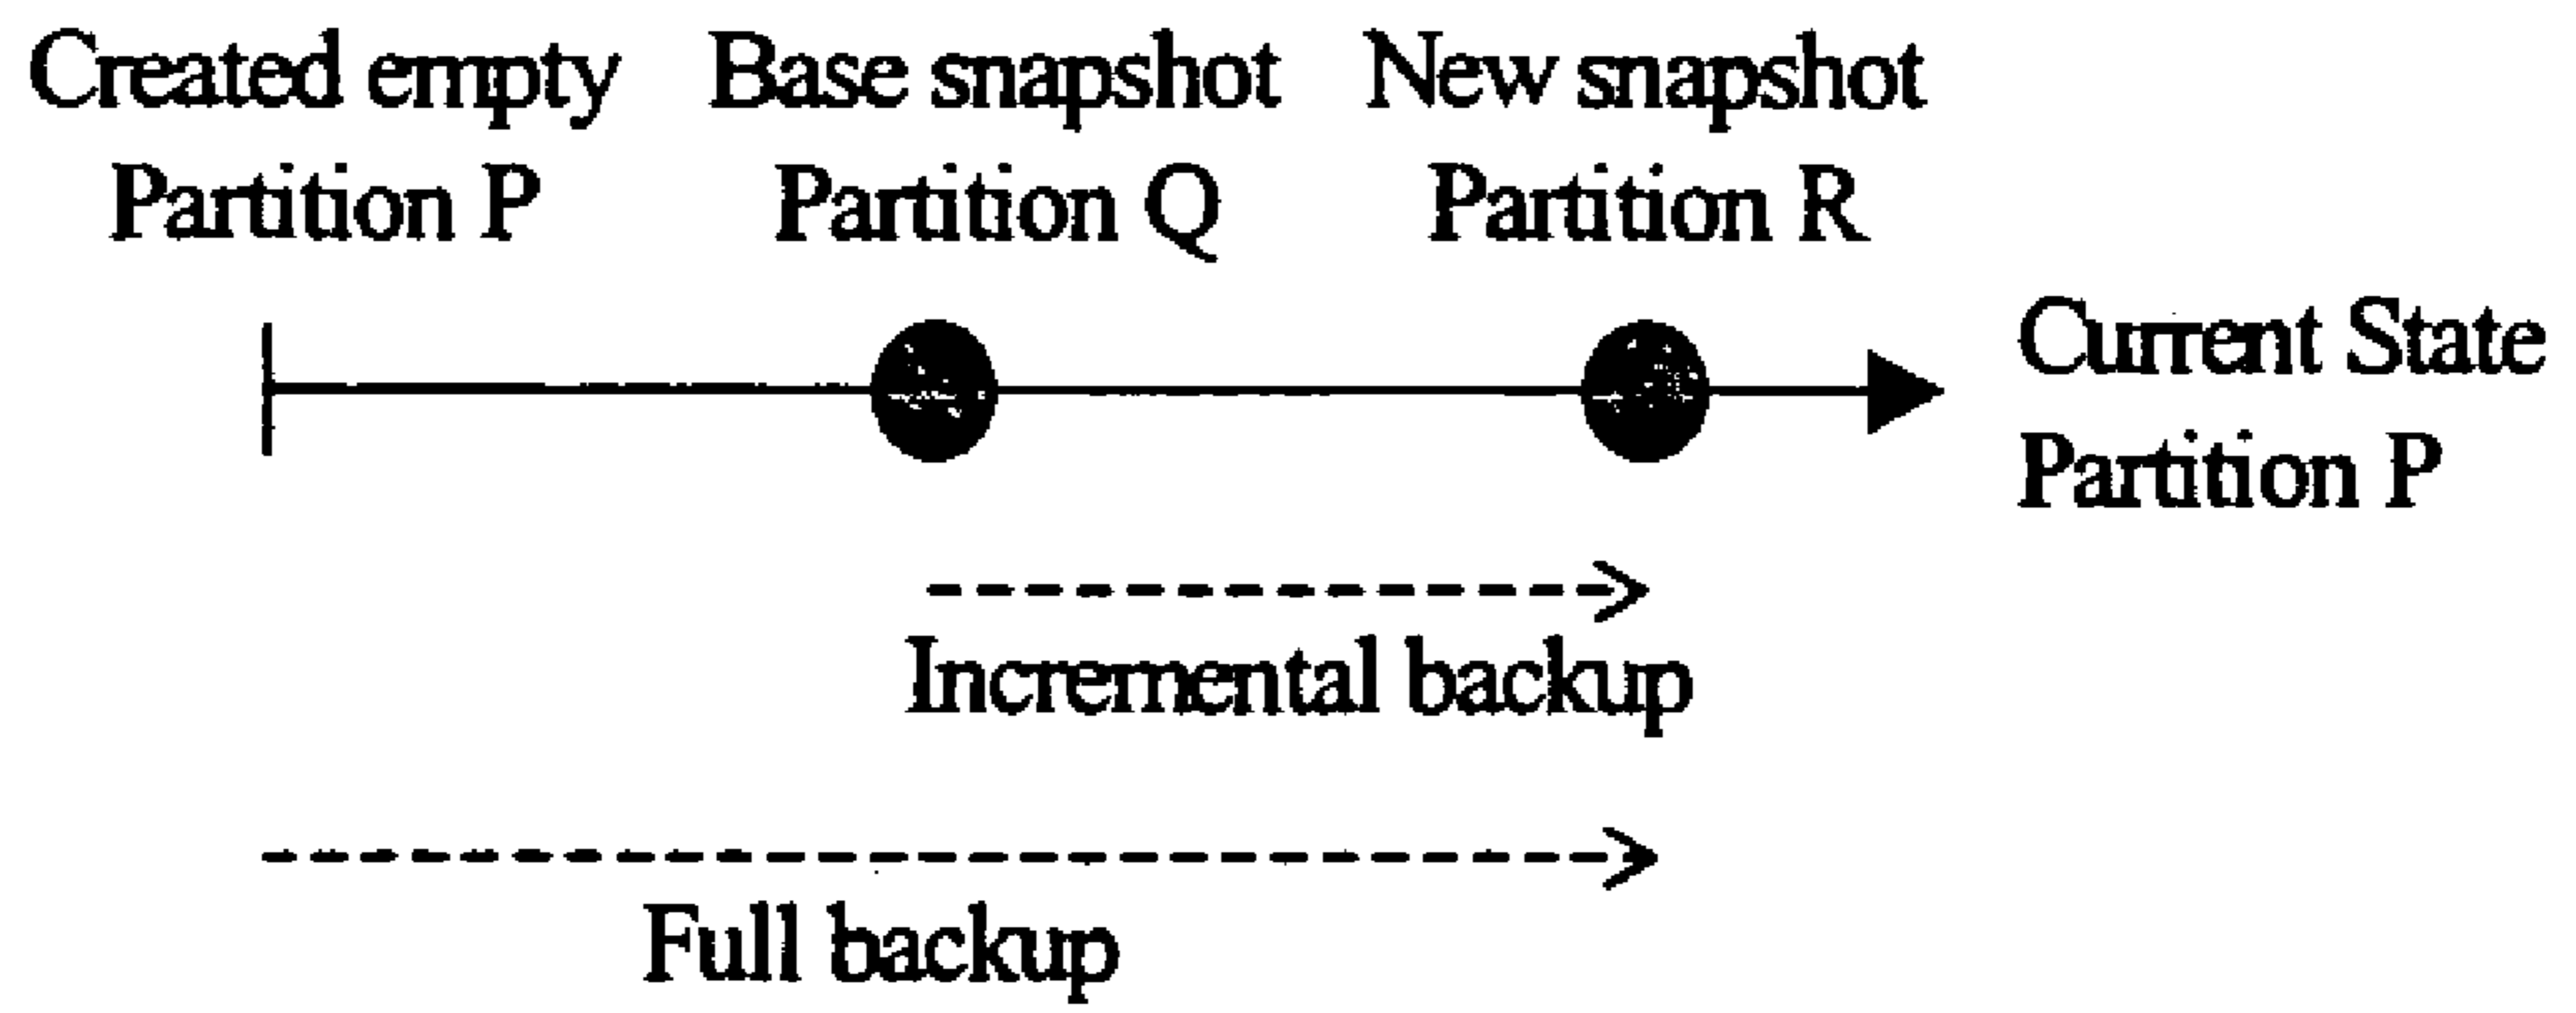 Created empty
Partition P
Base snapshot
Partition Q
New snapshot
Partition R
Current State
Partition P
Incremental backup
Full backup